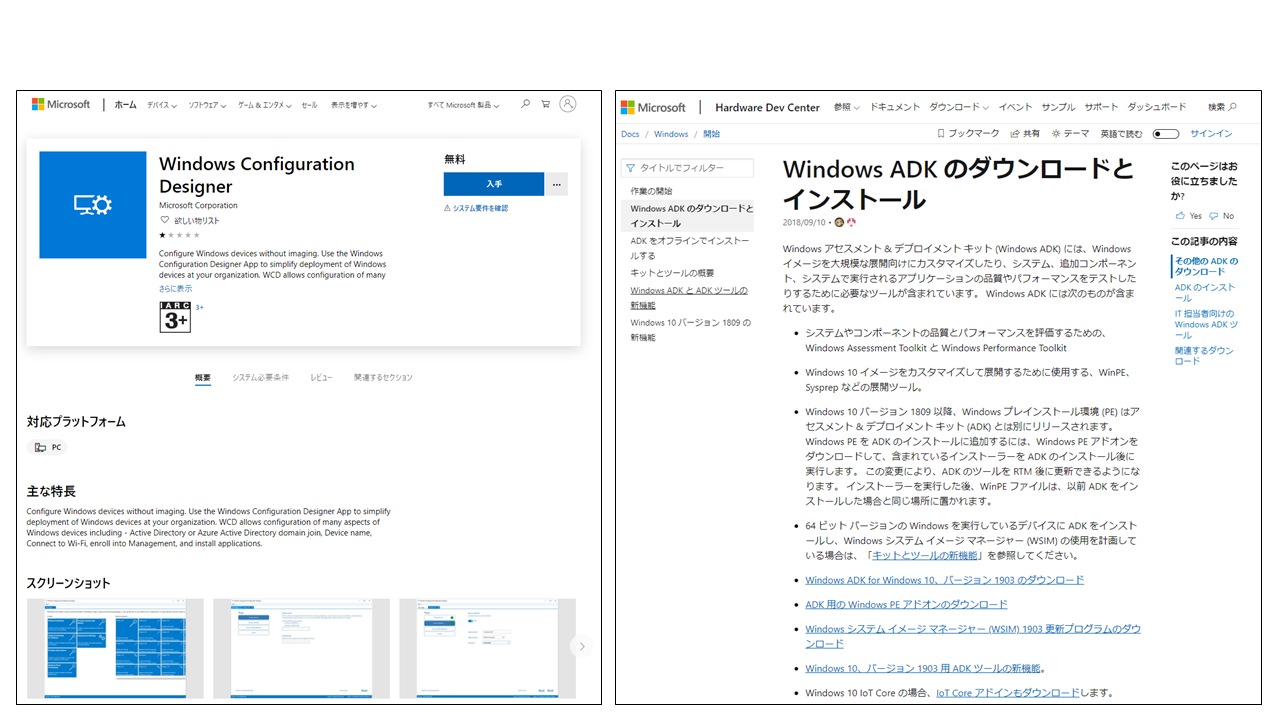 Microsoft
ホーム デバイス ソフトウェア ゲーム & エンタメ セール 表示を増やす すべて Microsoft 製品
Windows Configuration
Designer
Microsoft Corporation
欲しい物リスト
Configure Windows devices without imaging. Use the Windows
Configuration Designer App to simplify deployment of Windows
devices at your organization. WCD allows configuration of many
さらに表示
IARC
3+
3+
無料
入手
システム要件を確認
概要 システム必要条件 レビュー 関連するセクション
対応プラットフォーム
PC
主な特長
Configure Windows devices without imaging. Use the Windows Configuration Designer App to simplify
deployment of Windows devices at your organization. WCD allows configuration of many aspects of
Windows devices including - Active Directory or Azure Active Directory domain join, Device name,
Connect to Wi-Fi, enroll into Management, and install applications.
スクリーンショット
Microsoft
Hardware Dev Center 参照 ドキュメント ダウンロード イベント サンプル サポート ダッシュボード 検索
Docs / Windows / 開始
ブックマーク 共有 テーマ 英語で読む サインイン
タイトルでフィルター
作業の開始
Windows ADK のダウンロードと
インストール
ADK をオフラインでインストー
ルする
キットとツールの概要
Windows ADK と ADK ツールの
新機能
Windows 10 バージョン 1809 の
新機能
Windows ADK のダウンロードと
インストール
2018/09/10 •
Windows アセスメント & デプロイメント キット (Windows ADK) には、Windows
イメージを大規模な展開向けにカスタマイズしたり、システム、追加コンポーネン
ト、システムで実行されるアプリケーションの品質やパフォーマンスをテストした
りするために必要なツールが含まれています。 Windows ADK には次のものが含ま
れています。
• システムやコンポーネントの品質とパフォーマンスを評価するための、
Windows Assessment Toolkit と Windows Performance Toolkit
• Windows 10 イメージをカスタマイズして展開するために使用する、WinPE、
Sysprep などの展開ツール。
• Windows 10 バージョン 1809 以降、Windows プレインストール環境 (PE) はア
セスメント & デプロイメント キット (ADK) とは別にリリースされます。
Windows PE を ADK のインストールに追加するには、Windows PE アドオンを
ダウンロードして、含まれているインストーラーを ADK のインストール後に
実行します。 この変更により、ADK のツールを RTM 後に更新できるようにな
ります。 インストーラーを実行した後、WinPE ファイルは、以前 ADK をイン
ストールした場合と同じ場所に置かれます。
• 64 ビット バージョンの Windows を実行しているデバイスに ADK をインスト
ールし、Windows システム イメージ マネージャー (WSIM) の使用を計画して
いる場合は、「キットとツールの新機能」を参照してください。
• Windows ADK for Windows 10、バージョン 1903 のダウンロード
• ADK 用の Windows PE アドオンのダウンロード
• Windows システム イメージ マネージャー (WSIM) 1903 更新プログラムのダウ
ンロード
• Windows 10、バージョン 1903 用 ADK ツールの新機能。
• Windows 10 IoT Core の場合、IoT Core アドインもダウンロードします。
このページはお
役に立ちました
か?
Yes No
この記事の内容
その他の ADK の
ダウンロード
ADK のインスト
ール
IT 担当者向けの
Windows ADK ツ
ール
関連するダウン
ロード